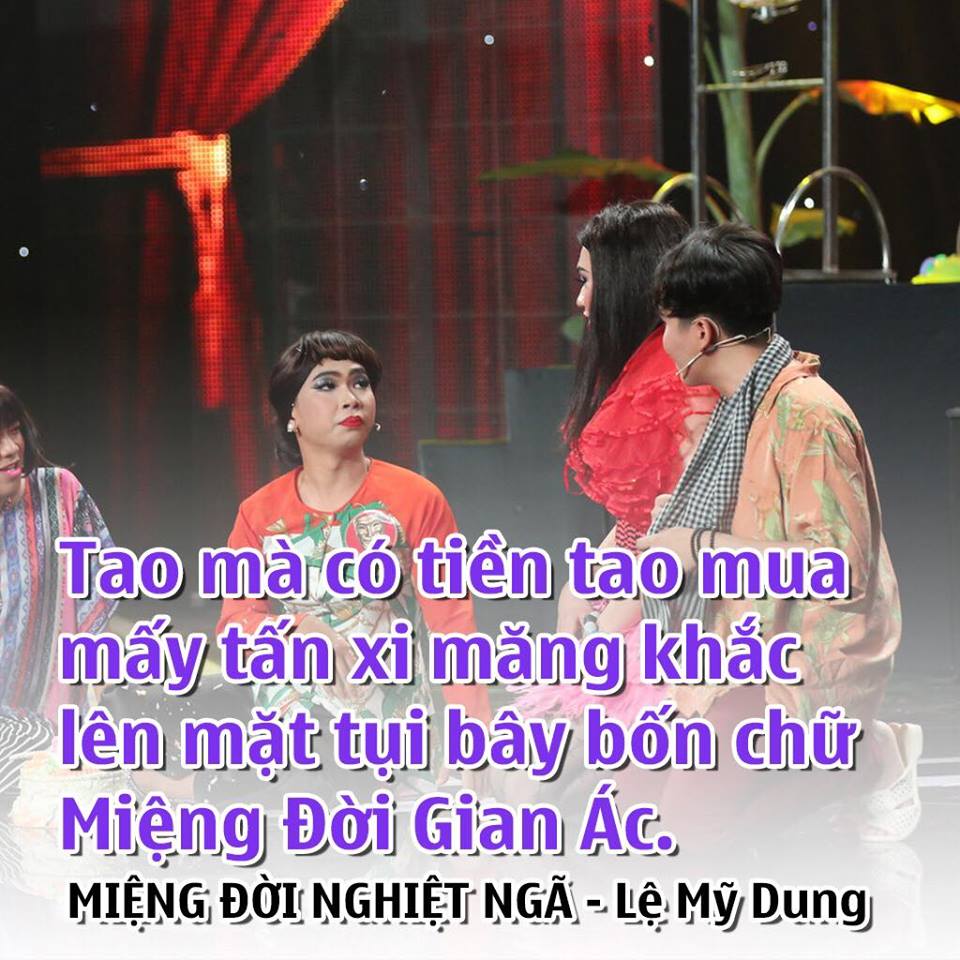 Tao mà có tiền tao mua
mấy tấn xi măng khắc
lên mặt tụi bây bốn chữ
Miệng Đời Gian Ác.
MIỆNG ĐỜI NGHIỆT NGÃ - Lệ Mỹ Dung